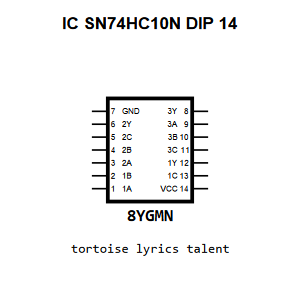 IC SN74HC10N DIP 14
7 GND 3Y 8
6 2Y 3A 9
5 2C 3B 10
4 2B 3C 11
3 2A 1Y 12
2 1B 1C 13
1 1A VCC 14
8YGMN
tortoise lyrics talent